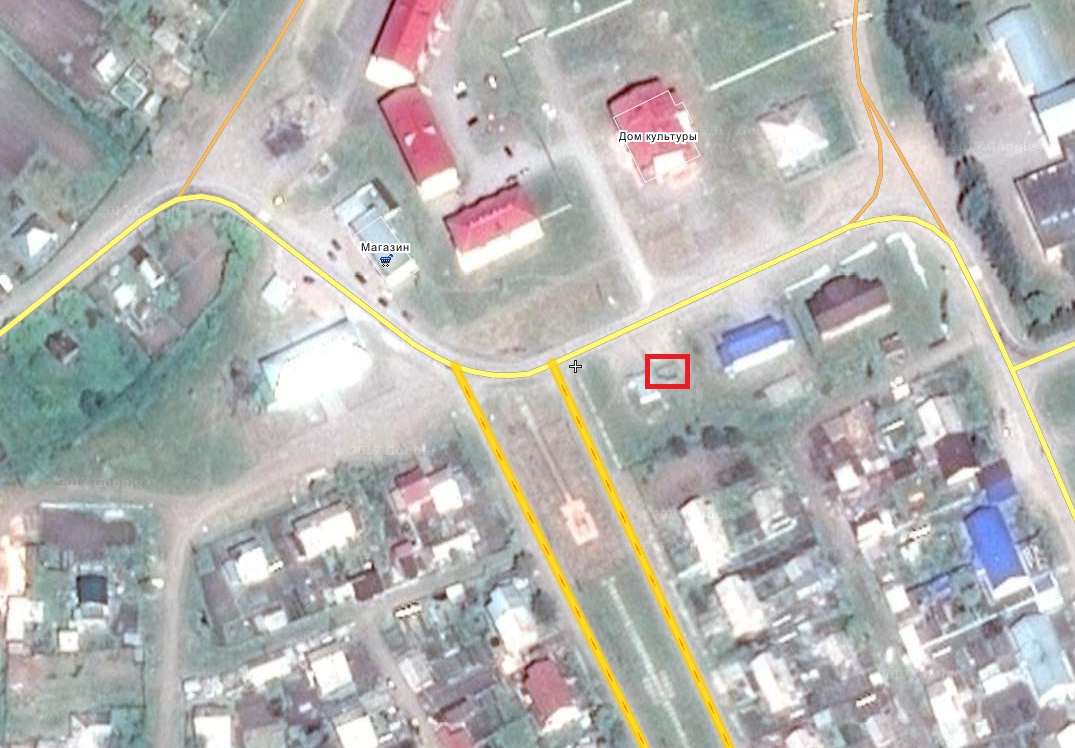 Дом культуры
Магазин